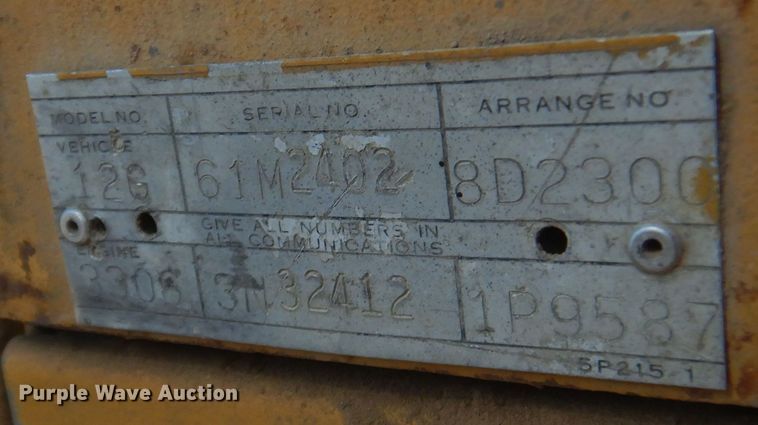 MODEL NO. SERIAL NO. ARRANGE NO.
VEHICLE
12G 61M2402 8D2300
GIVE ALL NUMBERS IN
ALL COMMUNICATIONS
ENGINE
3306 3N32412 1P9587
5P215 1
Purple Wave Auction